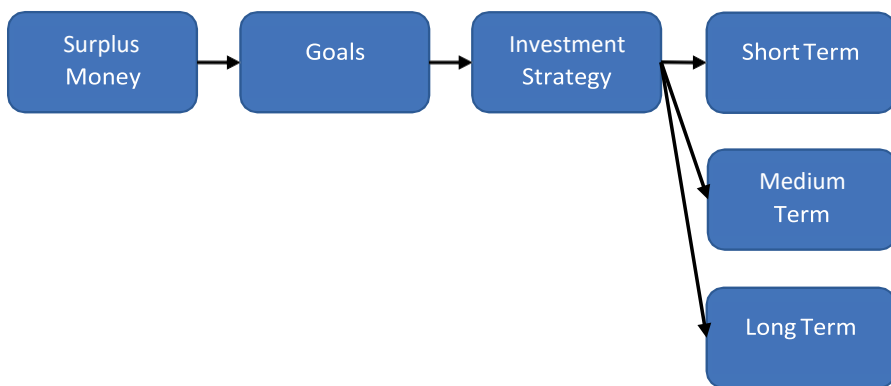 Surplus
Money
Goals
Investment
Strategy
Short Term
Medium
Term
Long Term